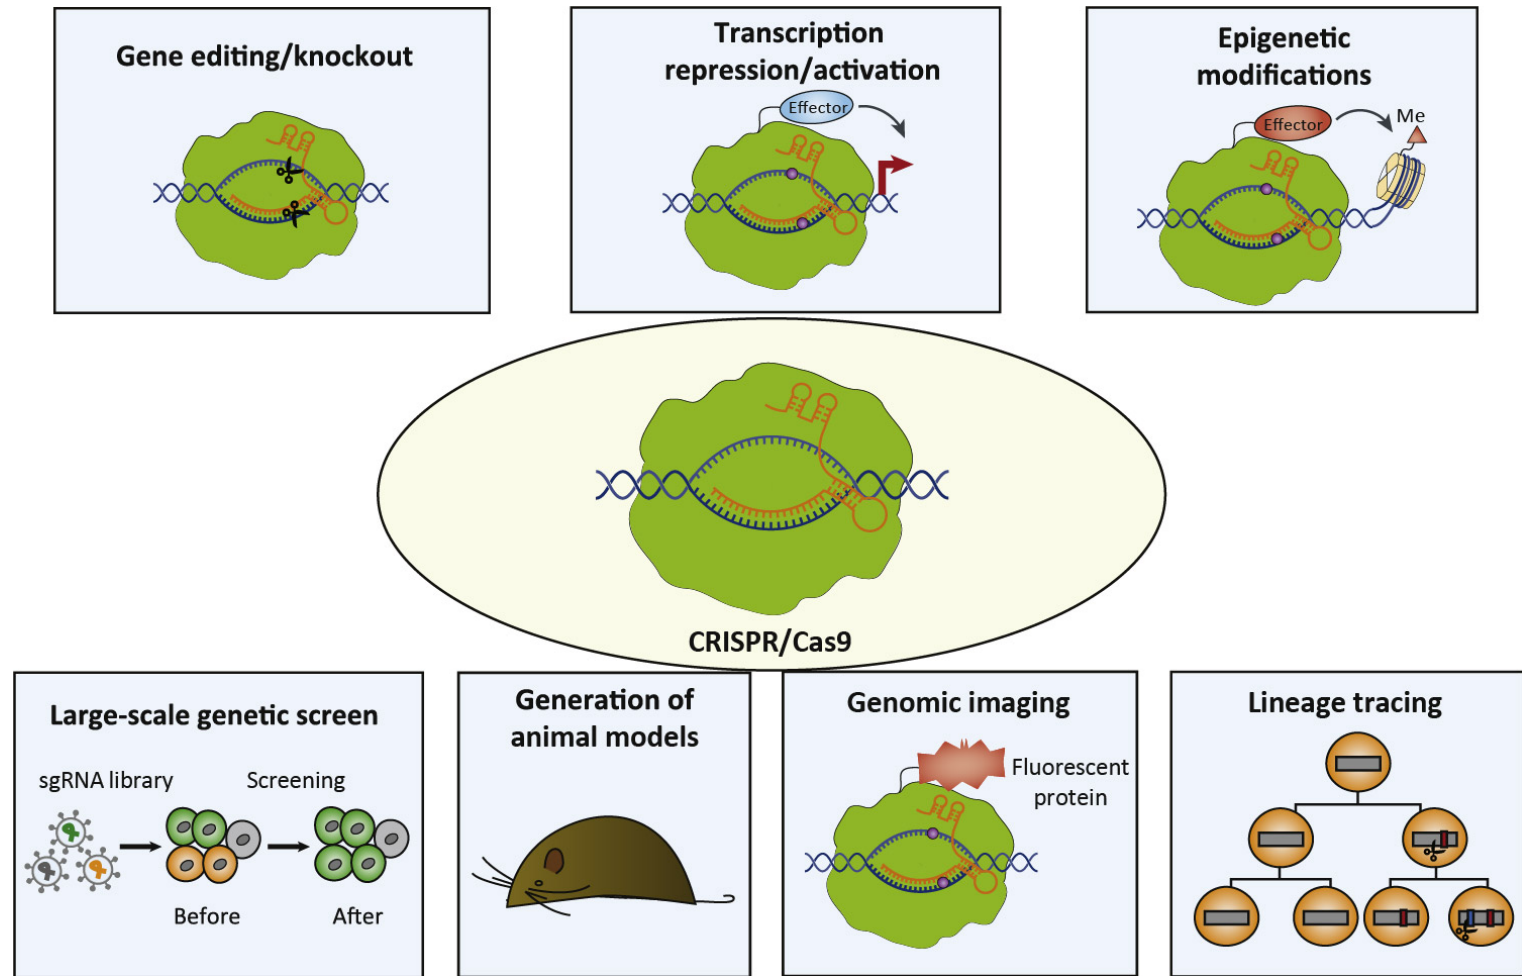 Gene editing/knockout
Transcription
repression/activation
Effector
Epigenetic
modifications
Effector
Me
CRISPR/Cas9
Large-scale genetic screen
sgRNA library
Screening
Before
After
Generation of
animal models
Genomic imaging
Fluorescent
protein
Lineage tracing